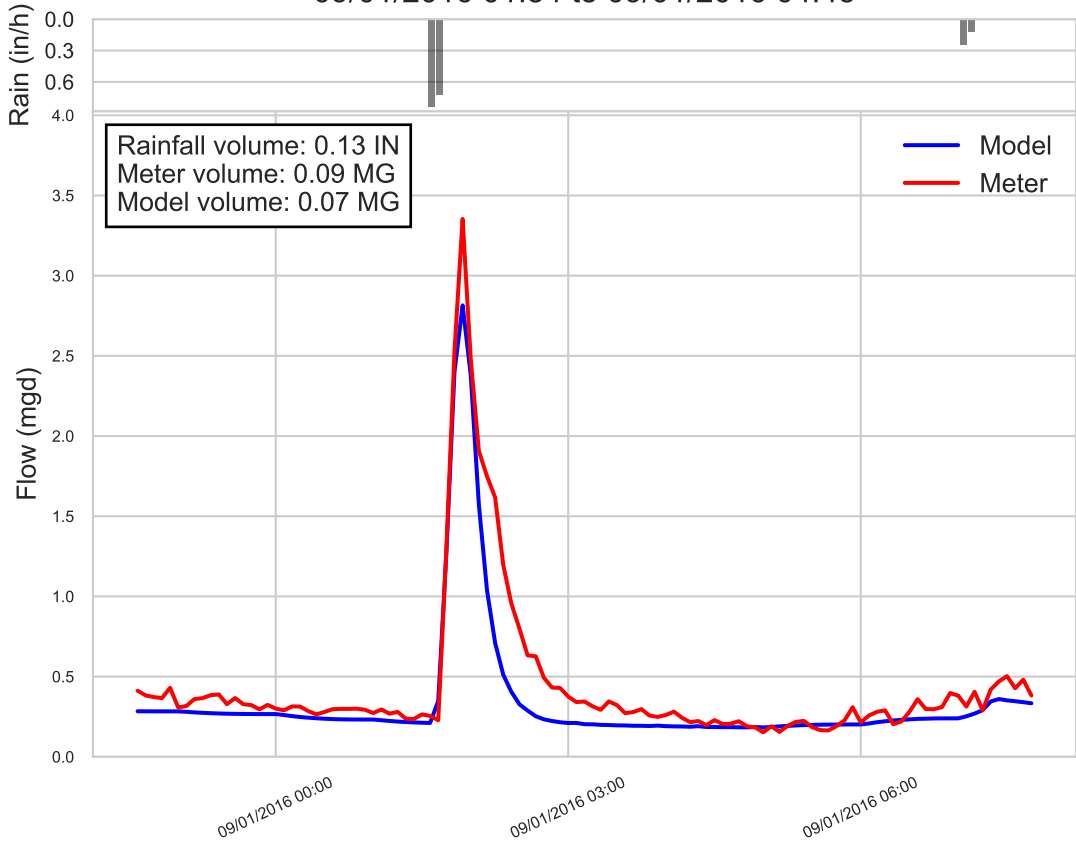 Rain (in/h)
0.0
0.3
0.6
4.0
Rainfall volume: 0.13 IN
Meter volume: 0.09 MG
Model volume: 0.07 MG
Model
Meter
3.5
3.0
2.5
2.0
1.5
1.0
0.5
0.0
Flow (mgd)
09/01/2016 00:00
09/01/2016 03:00
09/01/2016 06:00